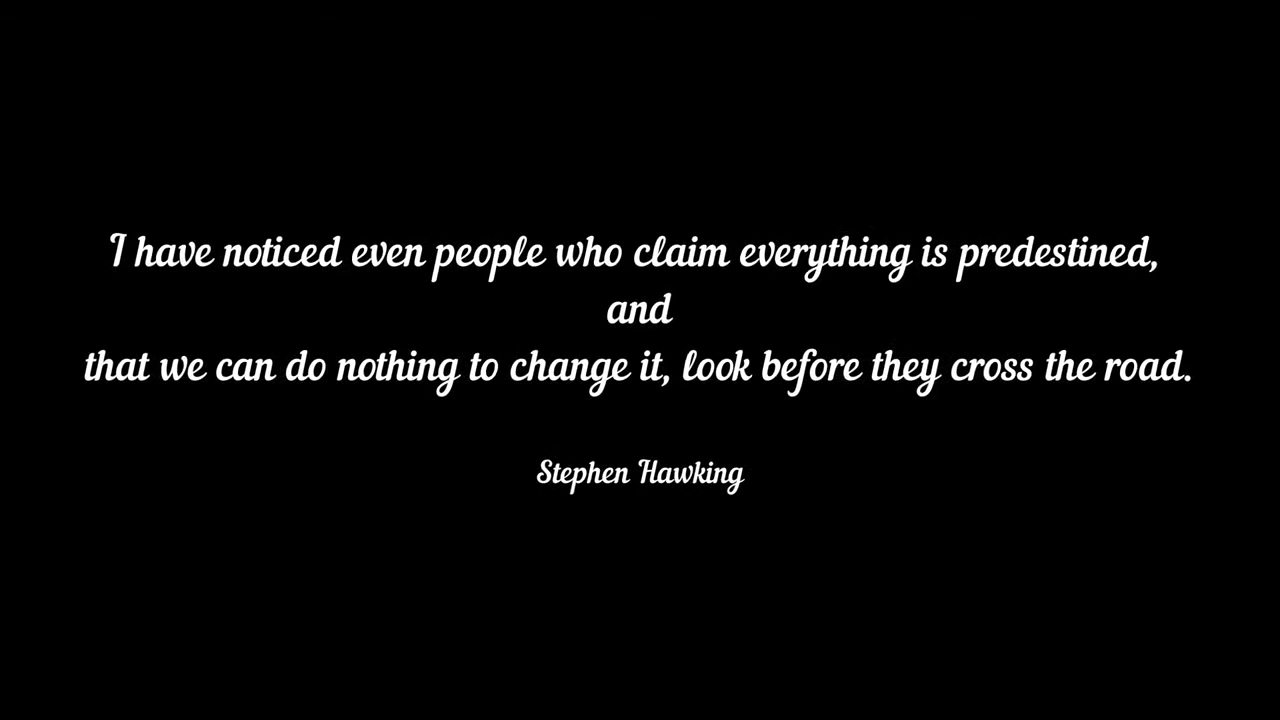 I have noticed even people who claim everything is predestined,
and
that we can do nothing to change it, look before they cross the road.
Stephen Hawking